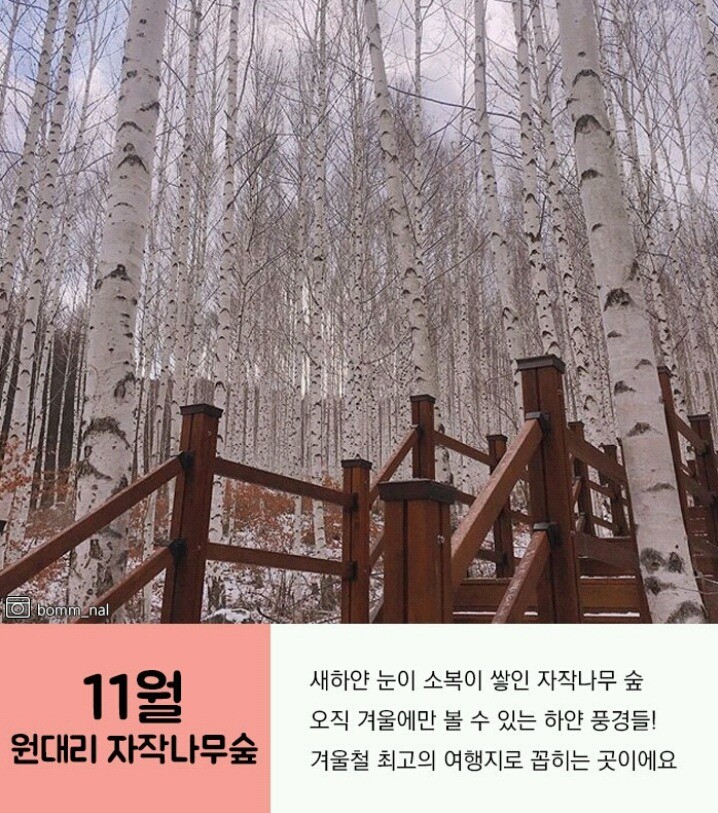 bomm_nal
11월
원대리 자작나무숲
새하얀 눈이 소복이 쌓인 자작나무 숲
오직 겨울에만 볼 수 있는 하얀 풍경들!
겨울철 최고의 여행지로 꼽히는 곳이에요